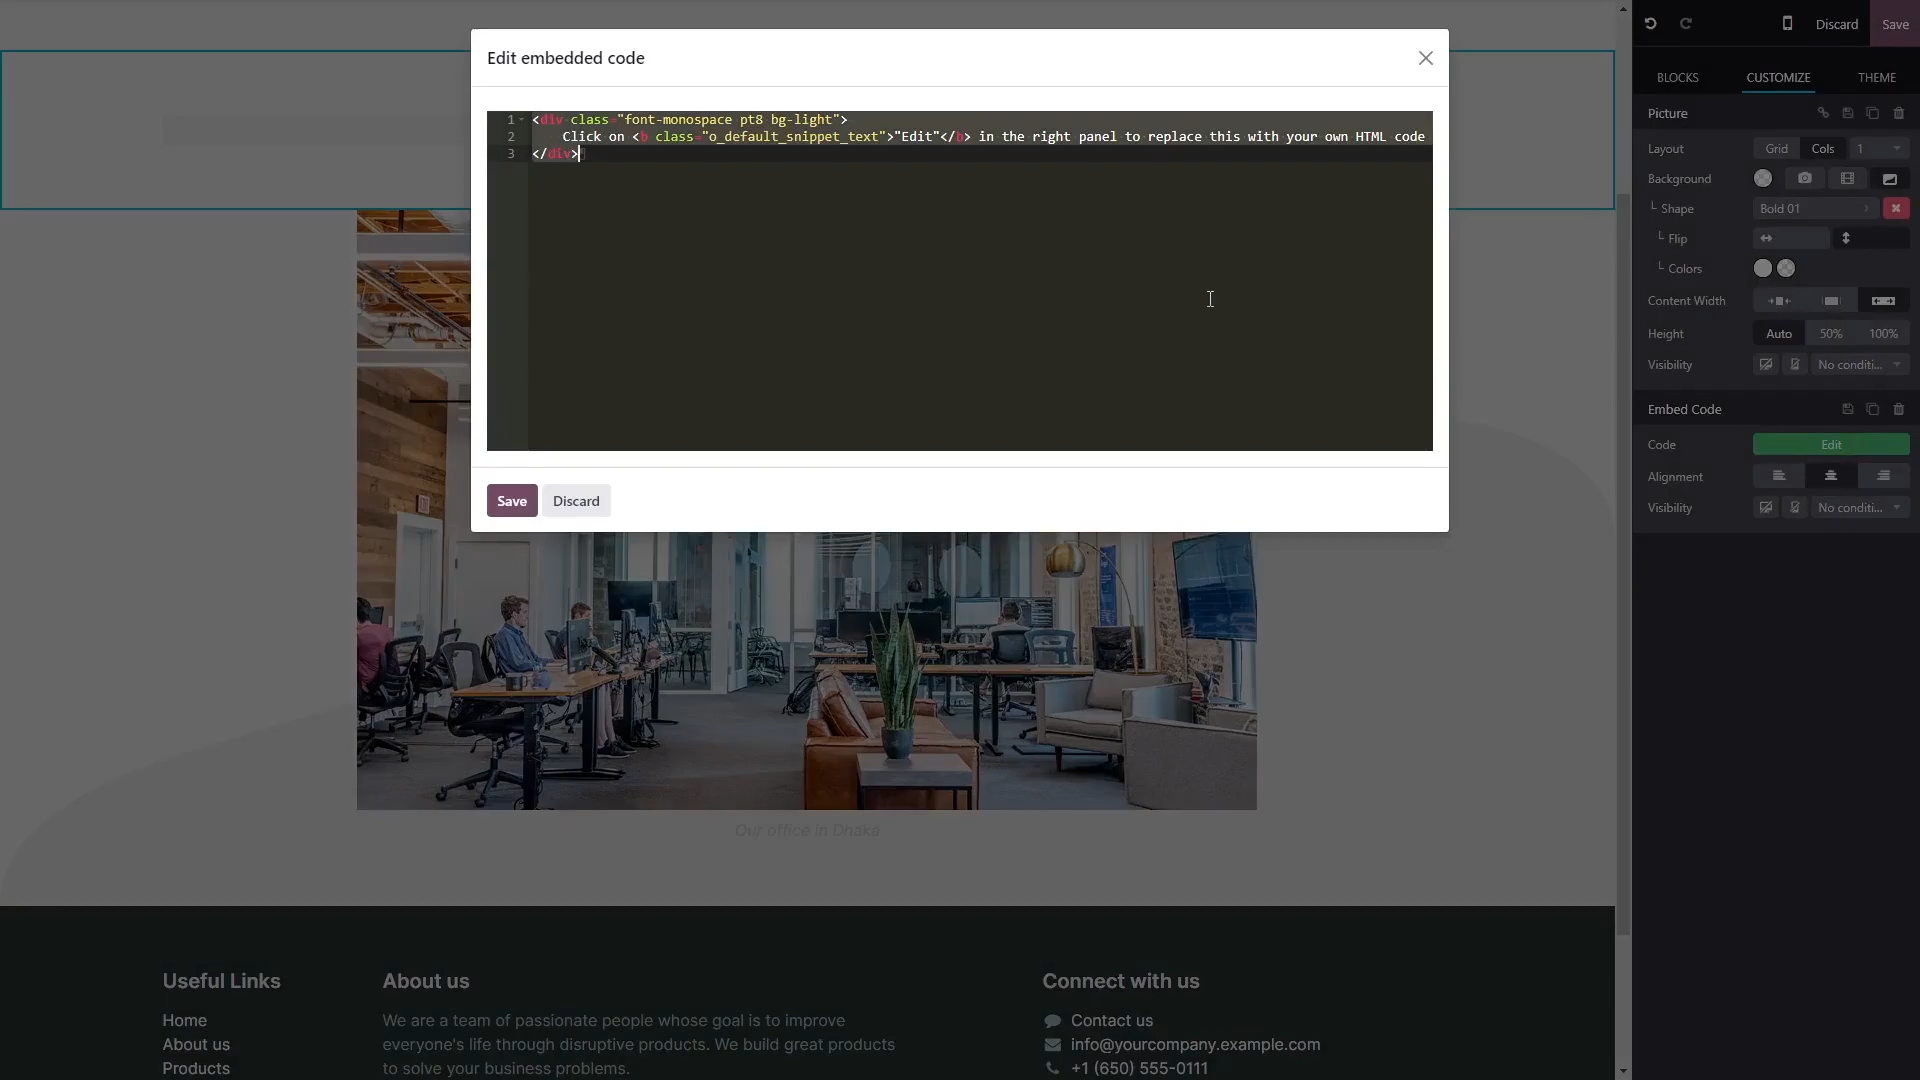 Edit embedded code
1 <div class="font-monospace pt8 bg-light">
2 Click on <b class="o_default_snippet_text">"Edit"</b> in the right panel to replace this with your own HTML code
3 </div>
Save Discard
Discard Save
BLOCKS CUSTOMIZE THEME
Picture
Layout Grid Cols 1
Background
Shape Bold 01
Flip
Colors
Content Width
Height Auto 50% 100%
Visibility No conditi...
Embed Code
Code Edit
Alignment
Visibility No conditi...
Our office in Dhaka
Useful Links
Home
About us
Products
About us
We are a team of passionate people whose goal is to improve
everyone's life through disruptive products. We build great products
to solve your business problems.
Connect with us
Contact us
info@yourcompany.example.com
+1 (650) 555-0111